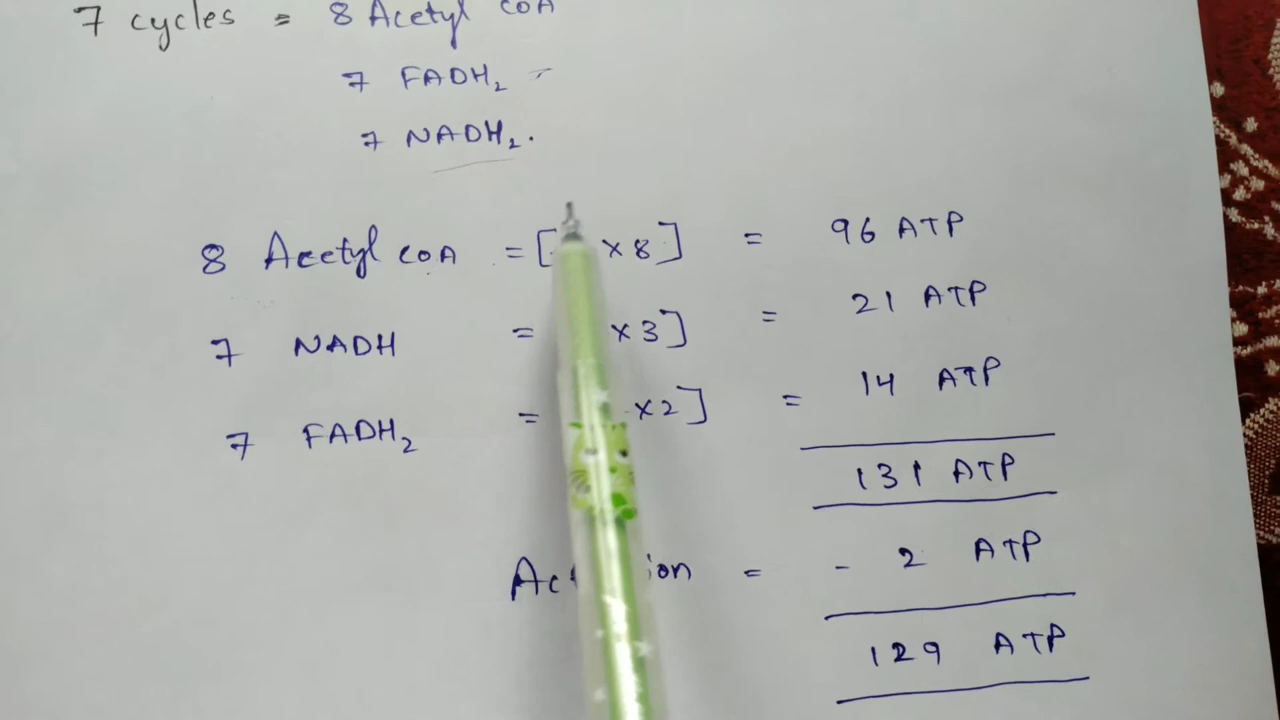 7 cycles = 8 Acetyl CoA
7 FADH₂
7 NADH₂.
8 Acetyl COA = [ x 8] = 96 ATP
7 NADH = x 3] = 21 ATP
7 FADH₂ = x 2] = 14 ATP
131 ATP
= - 2 ATP
129 ATP